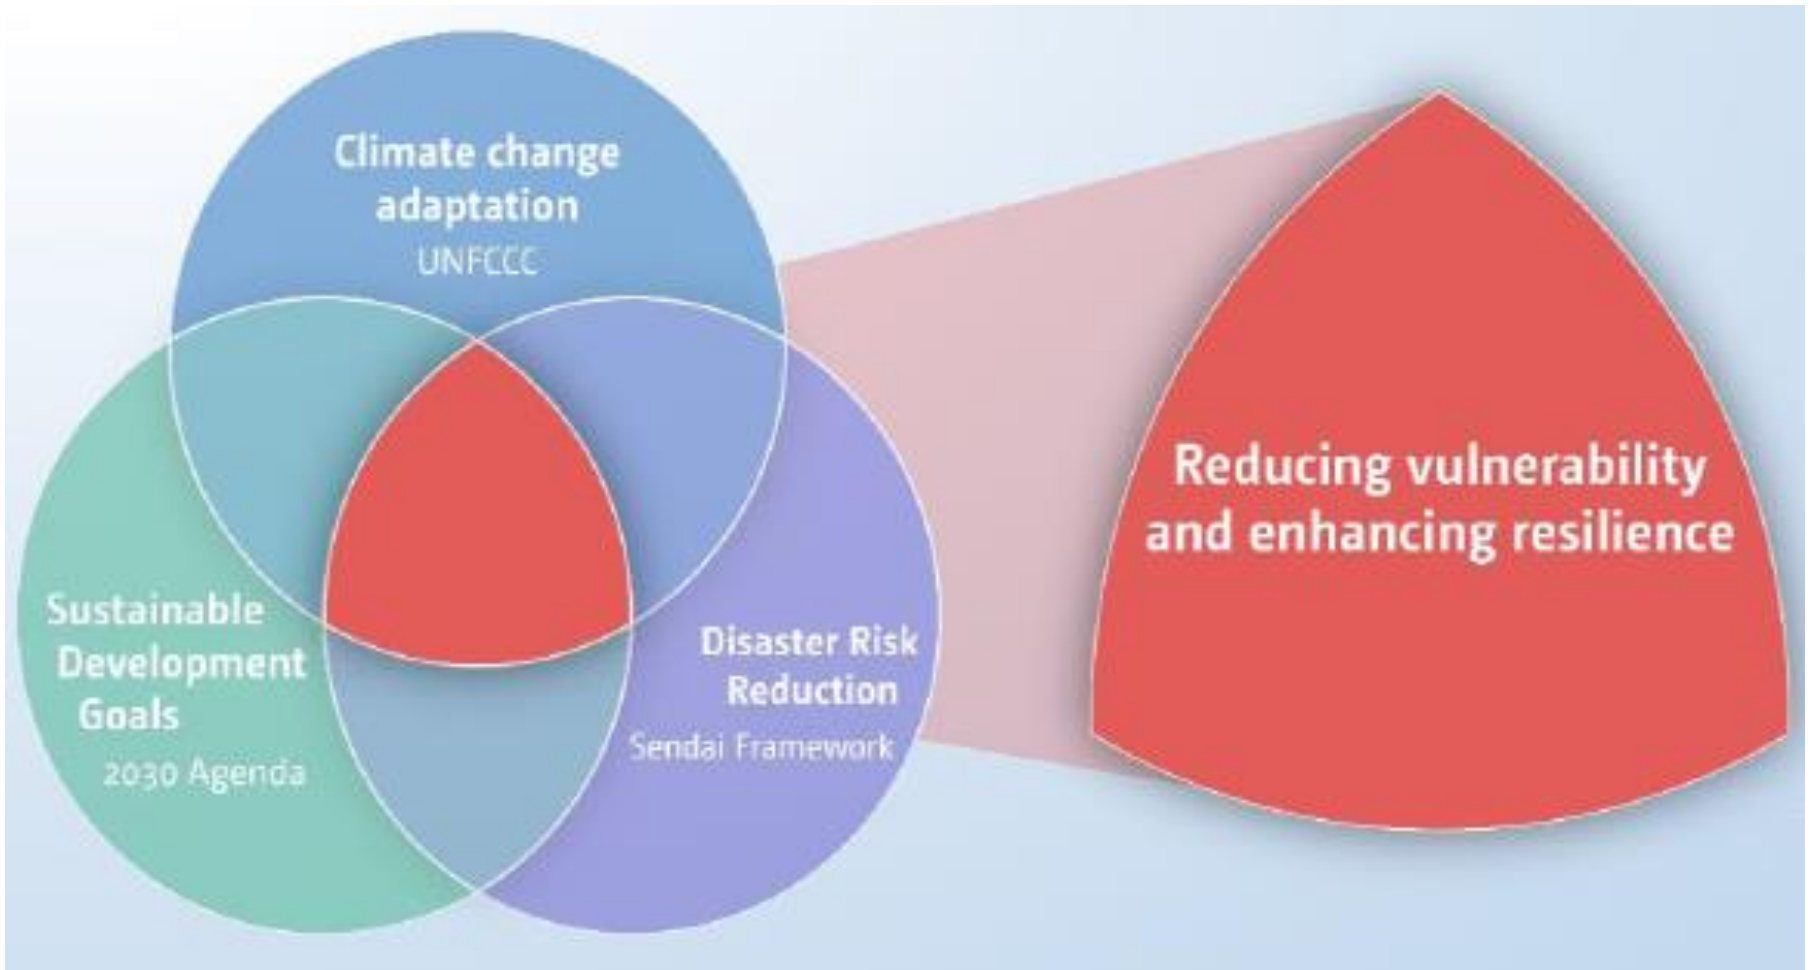 Climate change
adaptation
UNFCCC
Sustainable
Development
Goals
2030 Agenda
Disaster Risk
Reduction
Sendai Framework
Reducing vulnerability
and enhancing resilience